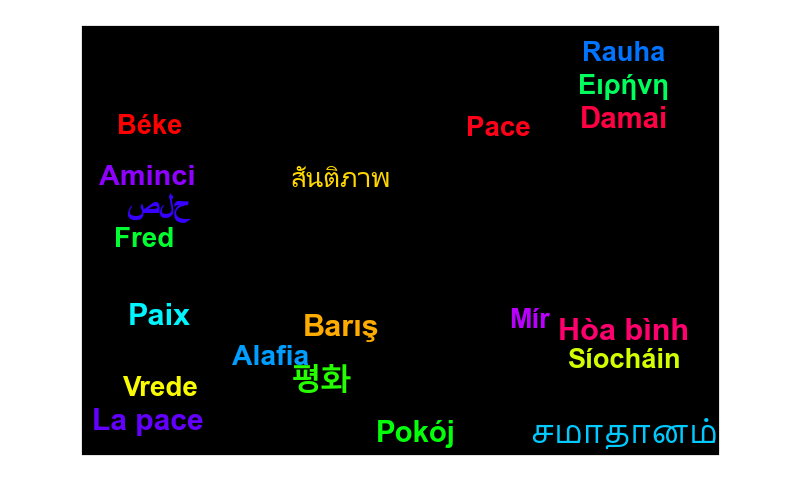 Rauha
Ειρήνη
Damai
Béke
Pace
Aminci
สันติภาพ
حلص
Fred
Paix
Barış
Mír
Hòa bình
Alafia
Síocháin
평화
Vrede
La pace
Pokój
சமாதானம்